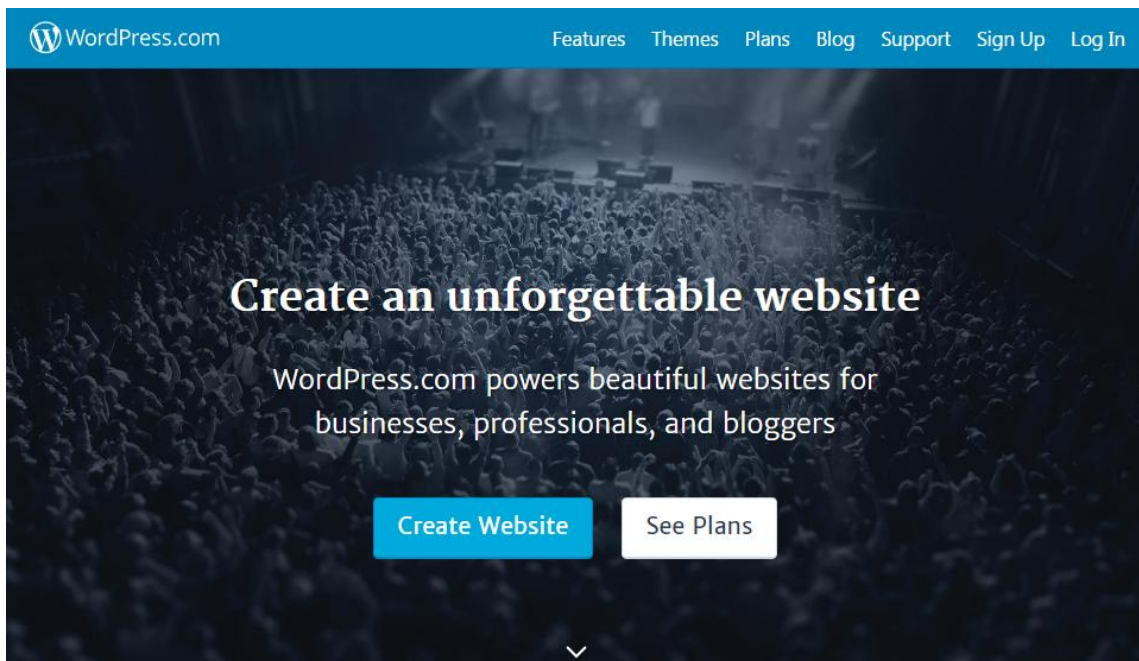 WordPress.com
Features Themes Plans Blog Support Sign Up Log In
Create an unforgettable website
WordPress.com powers beautiful websites for
businesses, professionals, and bloggers
Create Website
See Plans